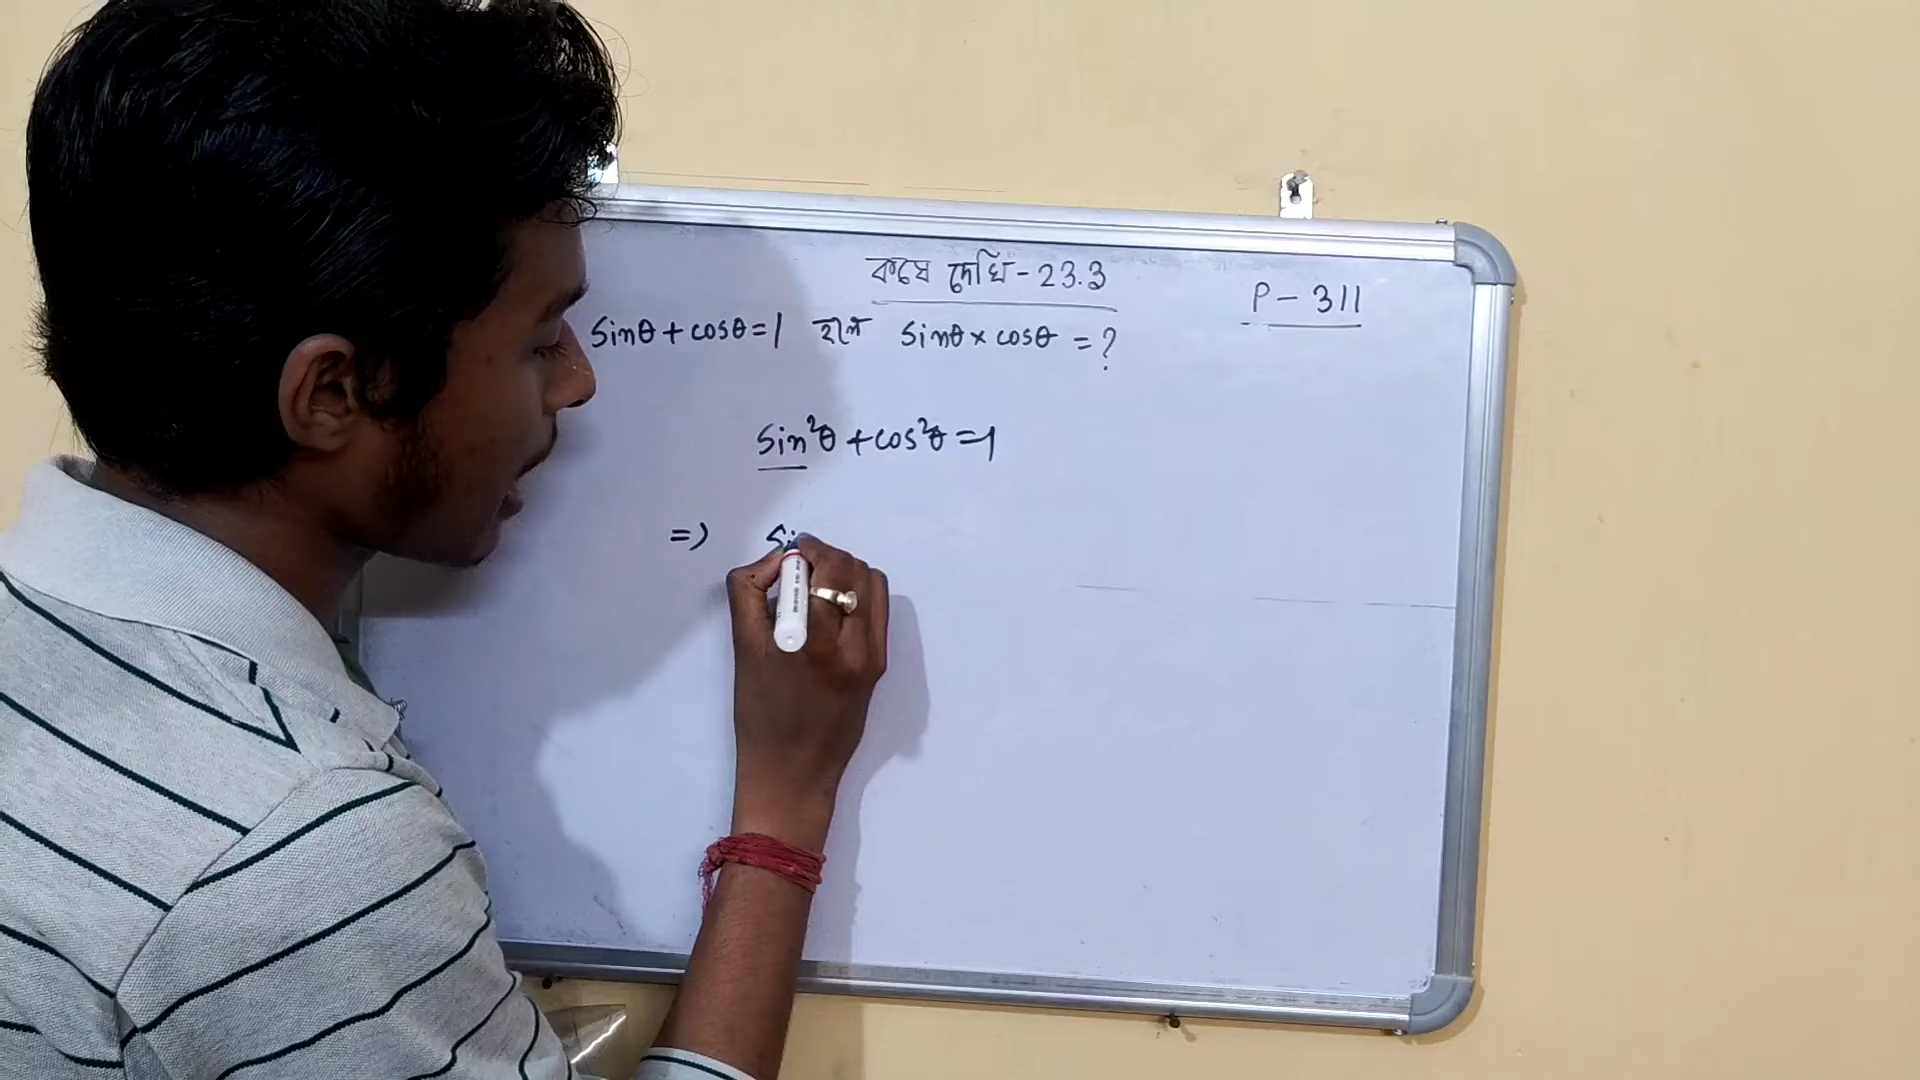 কষে দেখি - 23.3
P - 311
sinθ + cosθ = 1 হলে sinθ × cosθ = ?
sin²θ + cos²θ = 1
⇒ si